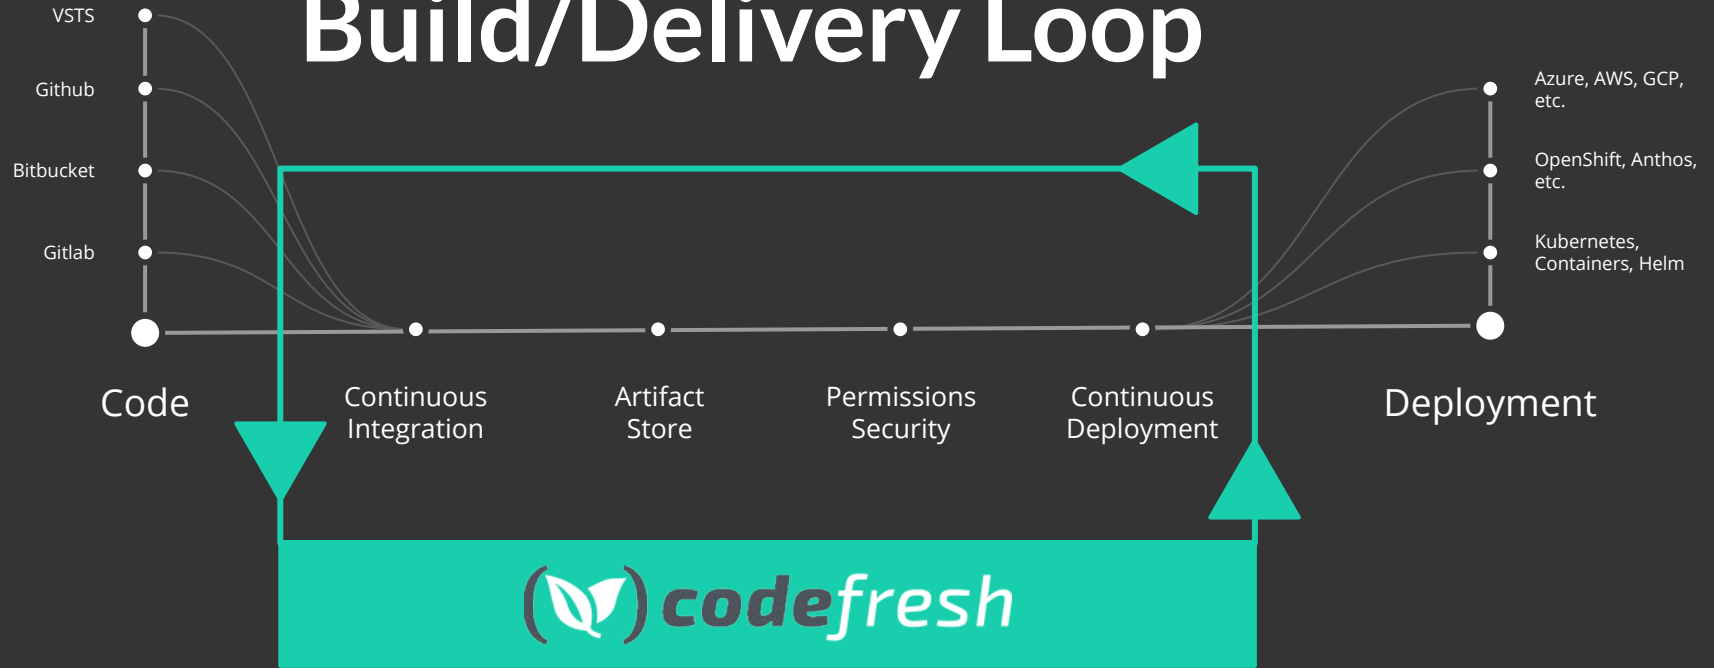 Build/Delivery Loop
VSTS
Github
Bitbucket
Gitlab
Azure, AWS, GCP,
etc.
OpenShift, Anthos,
etc.
Kubernetes,
Containers, Helm
Code
Continuous
Integration
Artifact
Store
Permissions
Security
Continuous
Deployment
Deployment
codefresh